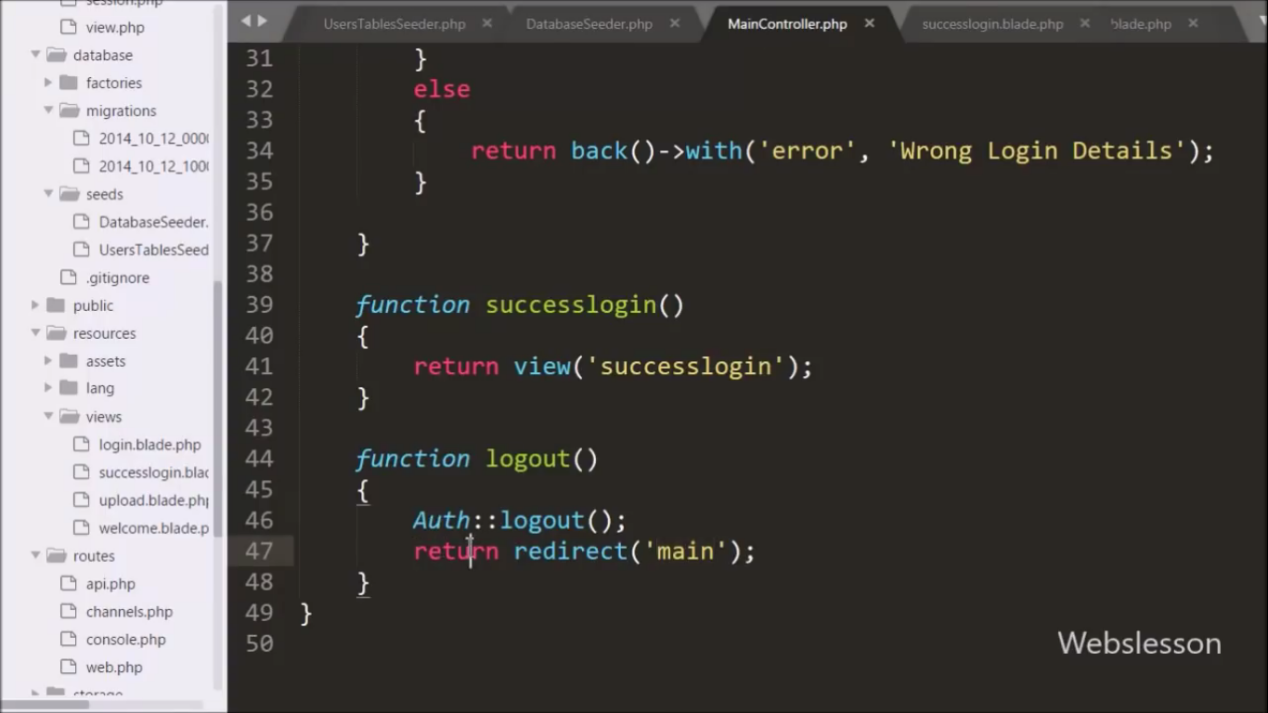 session.php
view.php
database
factories
migrations
2014_10_12_000
2014_10_12_100
seeds
DatabaseSeeder.
UsersTablesSeed
.gitignore
public
resources
assets
lang
views
login.blade.php
successlogin.blad
upload.blade.php
welcome.blade.p
routes
api.php
channels.php
console.php
web.php
storage
UsersTablesSeeder.php × DatabaseSeeder.php × MainController.php × successlogin.blade.php × blade.php ×
31 }
32 else
33 {
34 return back()->with('error', 'Wrong Login Details');
35 }
36
37 }
38
39 function successlogin()
40 {
41 return view('successlogin');
42 }
43
44 function logout()
45 {
46 Auth::logout();
47 return redirect('main');
48 }
49 }
50
Webslesson